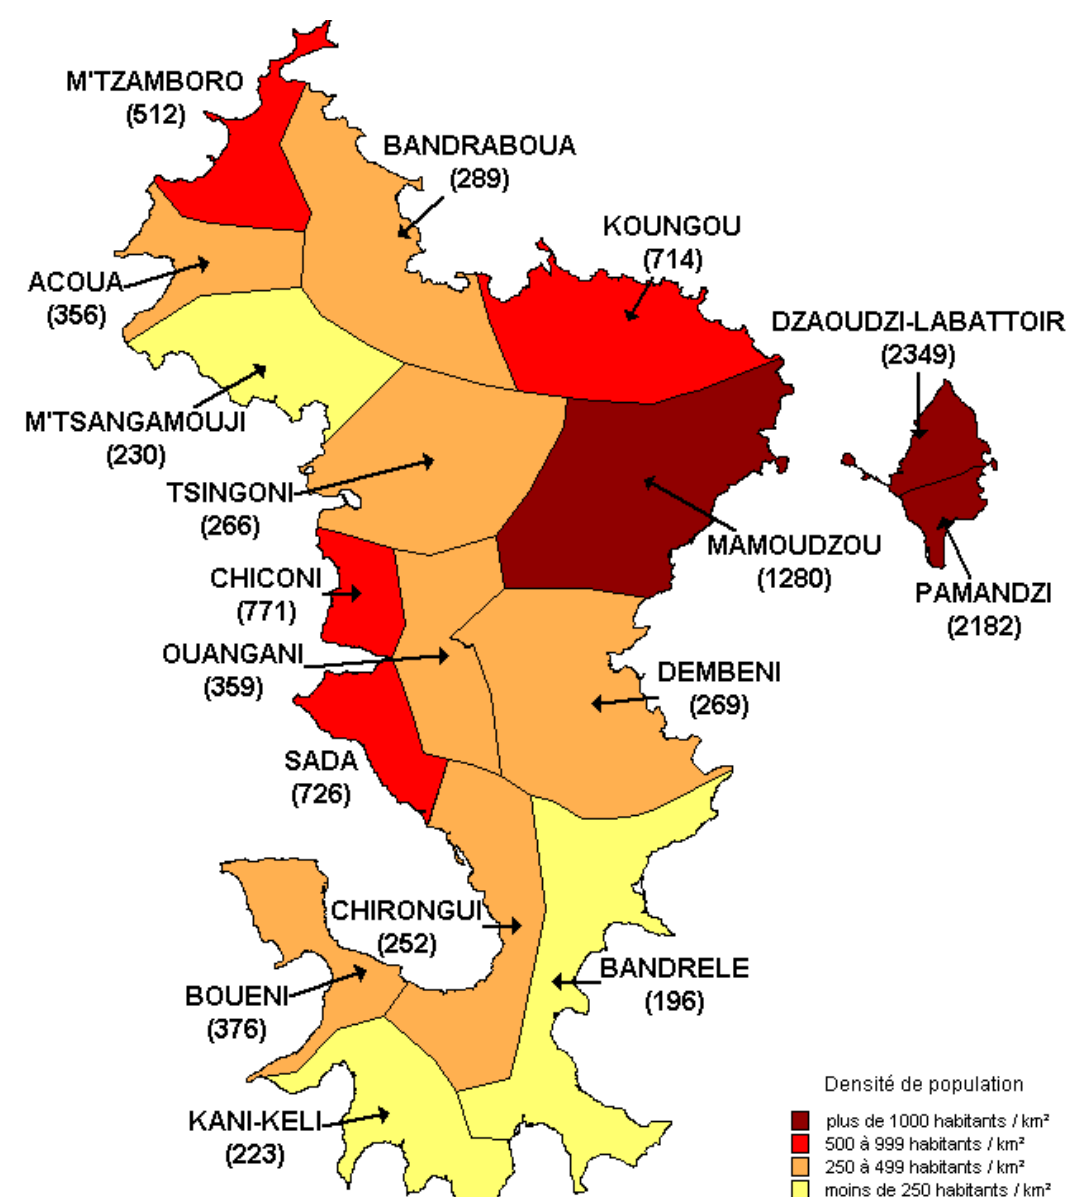 M'TZAMBORO
(512)
BANDRABOUA
(289)
KOUNGOU
(714)
ACOUA
(356)
DZAOUDZI-LABATTOIR
(2349)
M'TSANGAMOUJI
(230)
TSINGONI
(266)
MAMOUDZOU
(1280)
CHICONI
(771)
PAMANDZI
(2182)
OUANGANI
(359)
DEMBENI
(269)
SADA
(726)
CHIRONGUI
(252)
BANDRELE
(196)
BOUENI
(376)
KANI-KELI
(223)
Densité de population
plus de 1000 habitants / km²
500 à 999 habitants / km²
250 à 499 habitants / km²
moins de 250 habitants / km²